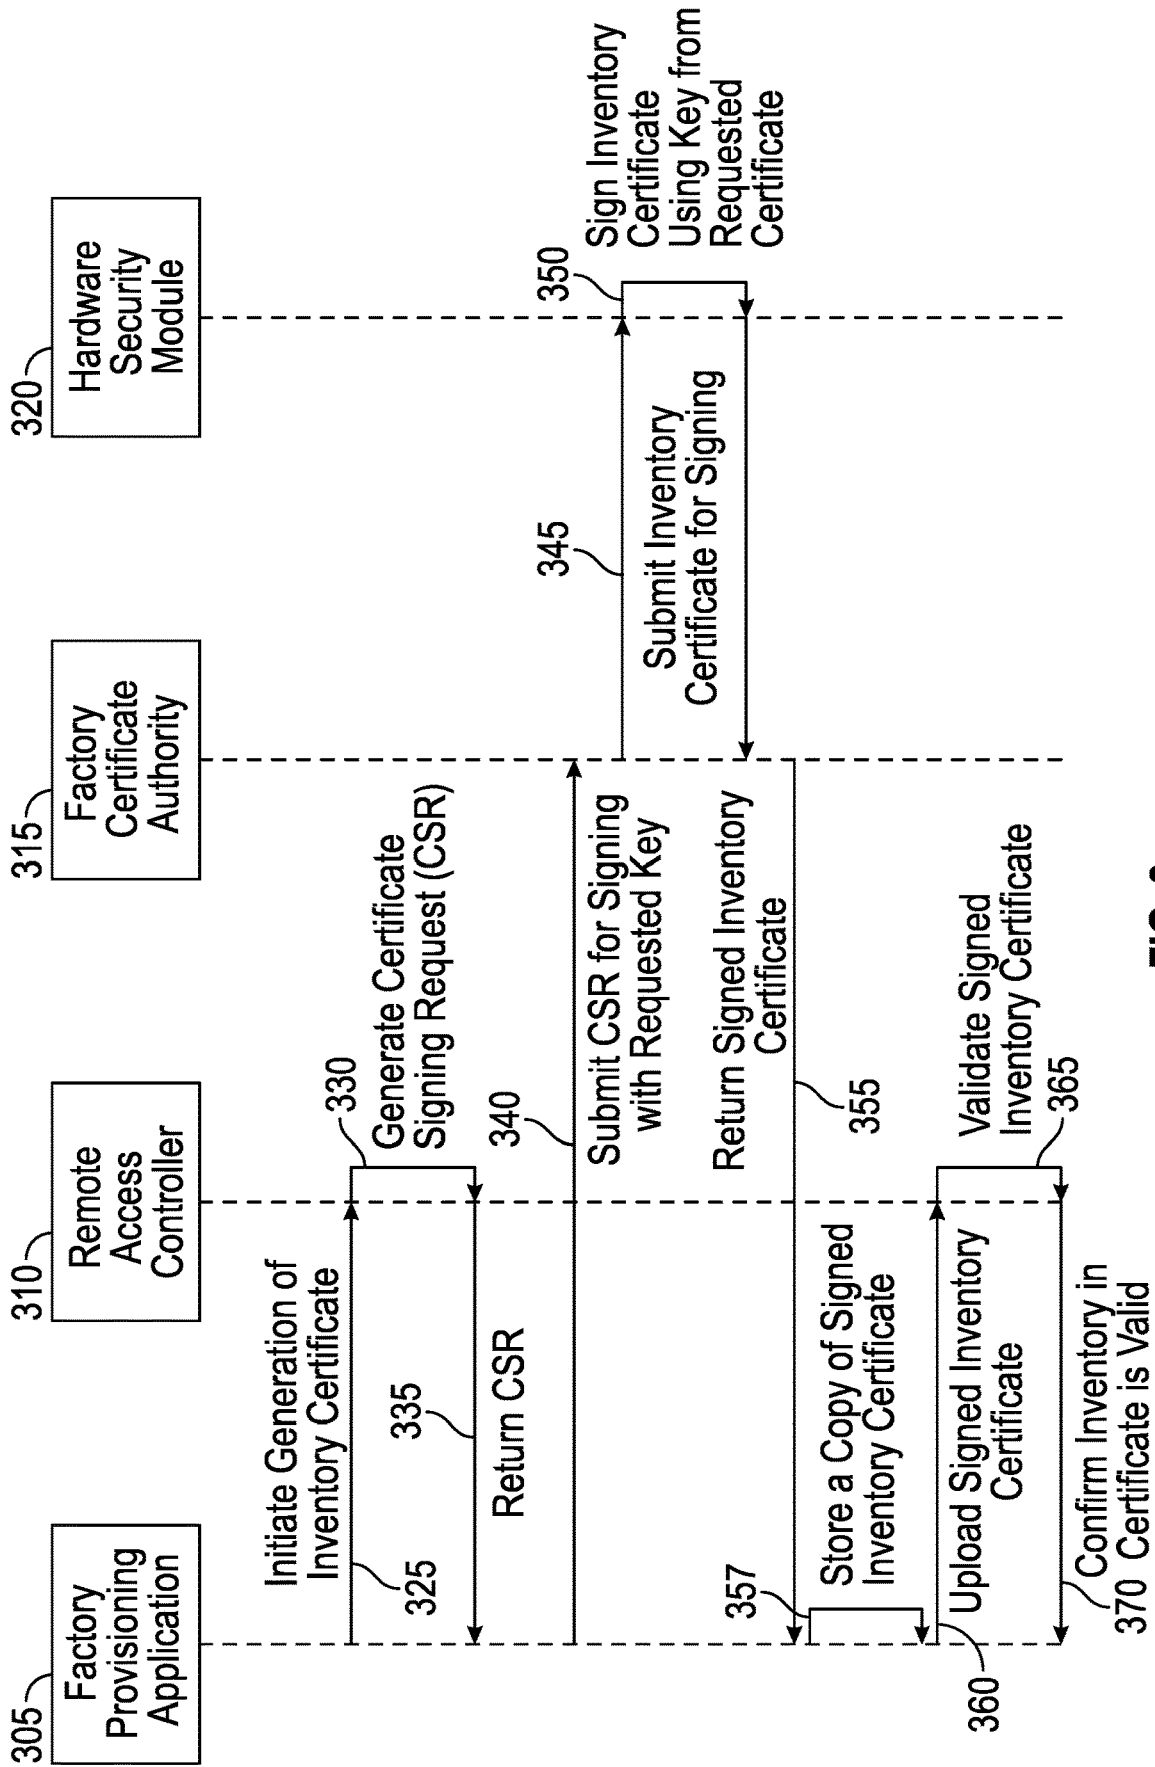 305
Factory
Provisioning
Application
310
Remote
Access
Controller
315
Factory
Certificate
Authority
320
Hardware
Security
Module
Initiate Generation of
Inventory Certificate
325
330
Generate Certificate
Signing Request (CSR)
335
Return CSR
340
Submit CSR for Signing
with Requested Key
345
Submit Inventory
Certificate for Signing
350
Sign Inventory
Certificate
Using Key from
Requested
Certificate
Return Signed Inventory
Certificate
355
357
Store a Copy of Signed
Inventory Certificate
360
Upload Signed Inventory
Certificate
Validate Signed
Inventory Certificate
365
370
Confirm Inventory in
Certificate is Valid